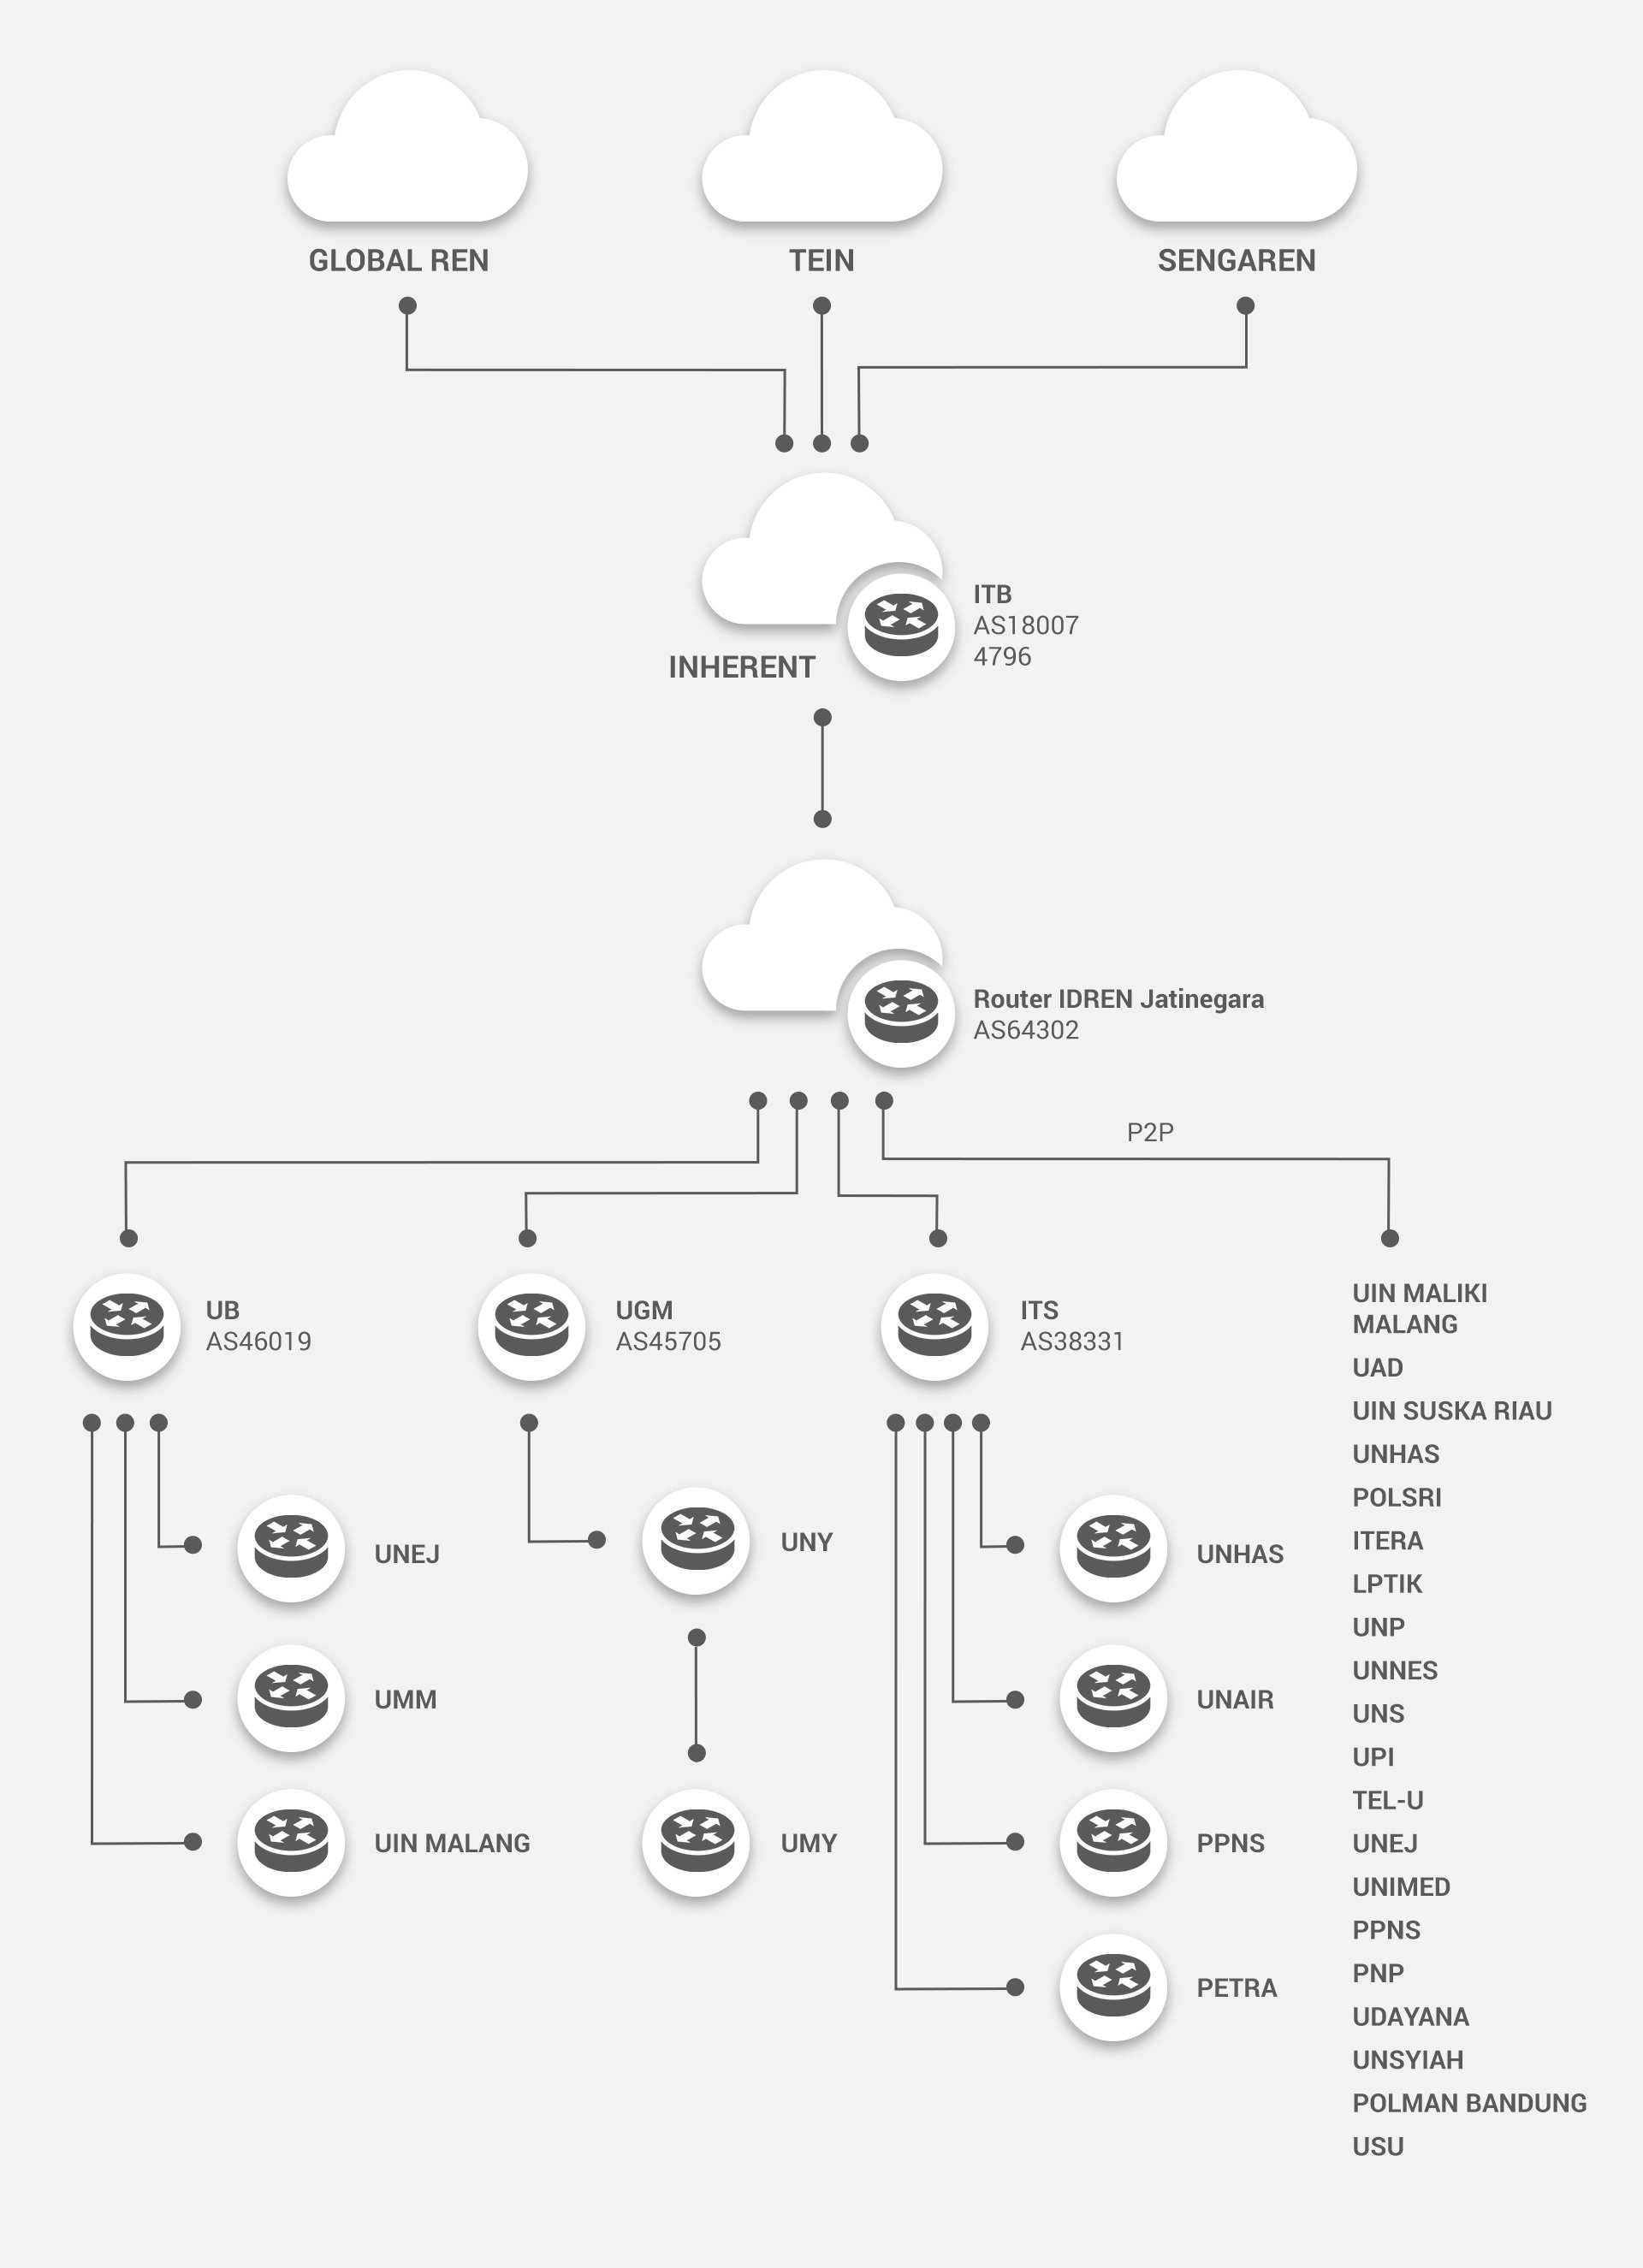 GLOBAL REN
TEIN
SENGAREN
ITB
AS18007
4796
INHERENT
Router IDREN Jatinegara
AS64302
P2P
UB
AS46019
UGM
AS45705
ITS
AS38331
UNEJ
UMM
UIN MALANG
UNY
UMY
UNHAS
UNAIR
PPNS
PETRA
UIN MALIKI
MALANG
UAD
UIN SUSKA RIAU
UNHAS
POLSRI
ITERA
LPTIK
UNP
UNNES
UNS
UPI
TEL-U
UNEJ
UNIMED
PPNS
PNP
UDAYANA
UNSYIAH
POLMAN BANDUNG
USU